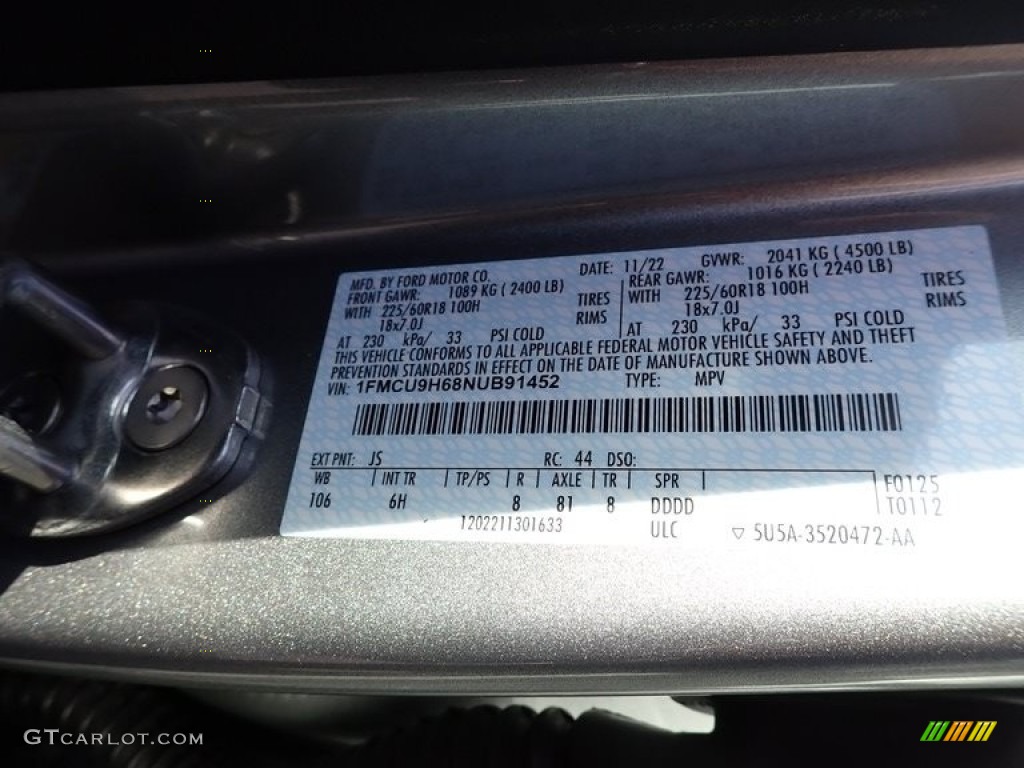 MFD. BY FORD MOTOR CO. DATE: 11/22 GVWR: 2041 KG ( 4500 LB)
FRONT GAWR: 1089 KG ( 2400 LB) REAR GAWR: 1016 KG ( 2240 LB)
WITH 225/60R18 100H TIRES WITH 225/60R18 100H TIRES
18x7.0J RIMS 18x7.0J RIMS
AT 230 kPa/ 33 PSI COLD AT 230 kPa/ 33 PSI COLD
THIS VEHICLE CONFORMS TO ALL APPLICABLE FEDERAL MOTOR VEHICLE SAFETY AND THEFT
PREVENTION STANDARDS IN EFFECT ON THE DATE OF MANUFACTURE SHOWN ABOVE.
VIN: 1FMCU9H68NUB91452 TYPE: MPV
EXT PNT: JS RC: 44 DSO:
WB INT TR TP/PS R AXLE TR SPR F0125
106 6H 8 81 8 DDDD T0112
1202211301633 ULC ▽ 5U5A-3520472-AA
GTCARLOT.COM